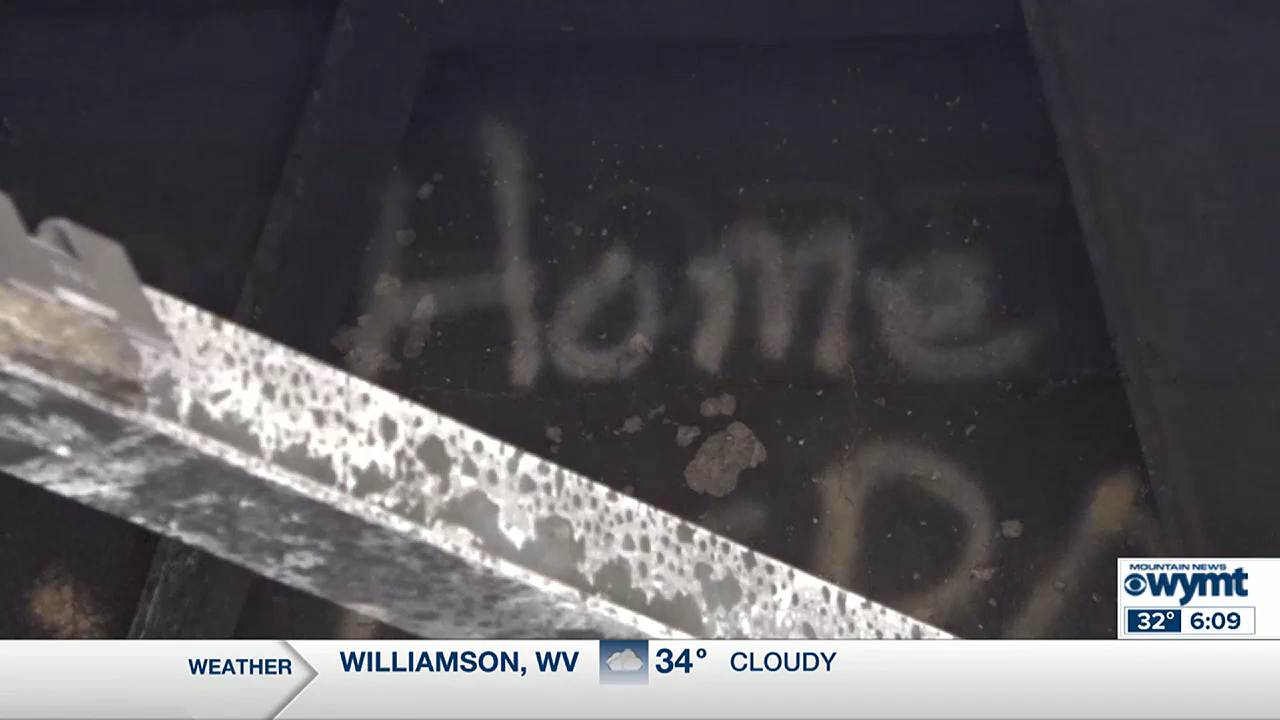 Home
MOUNTAIN NEWS
wymt
32° 6:09
WEATHER WILLIAMSON, WV 34° CLOUDY